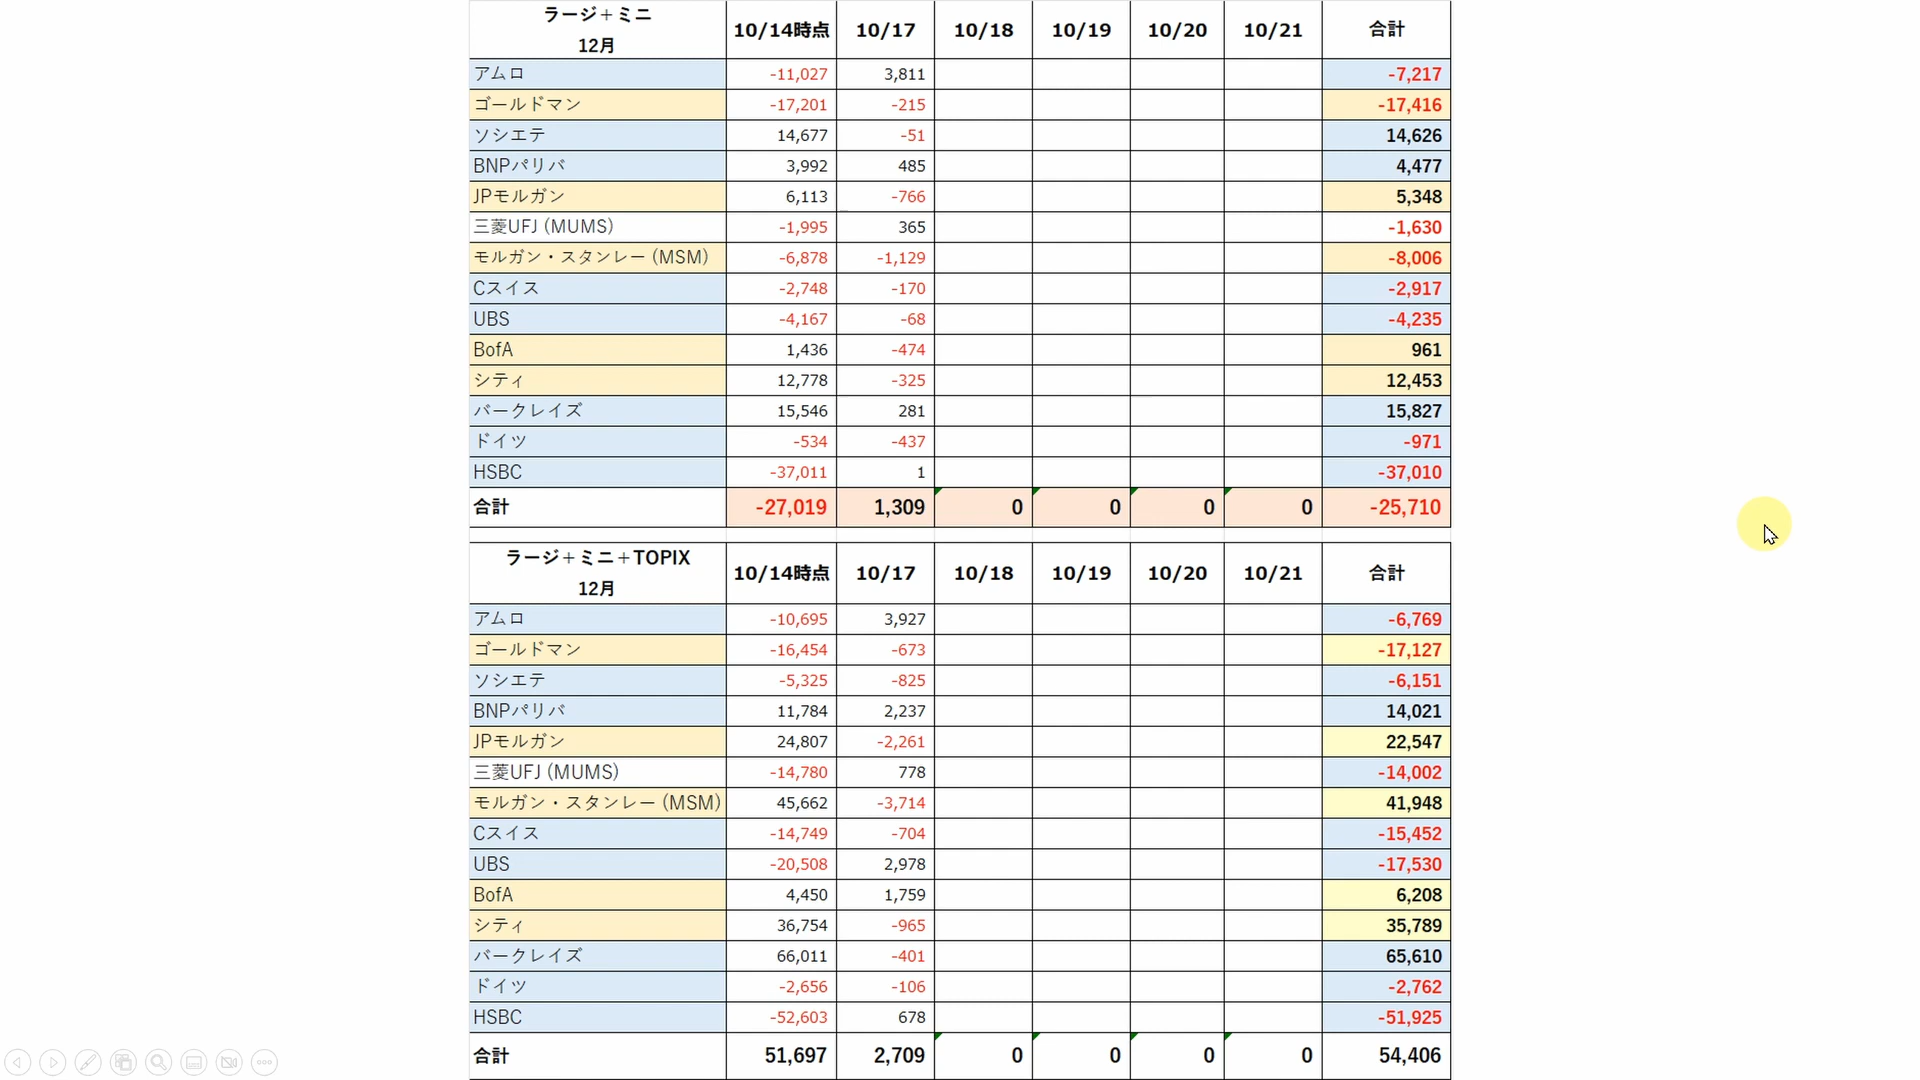 ラージ＋ミニ
12月
10/14時点 10/17 10/18 10/19 10/20 10/21 合計
アムロ -11,027 3,811 -7,217
ゴールドマン -17,201 -215 -17,416
ソシエテ 14,677 -51 14,626
BNPパリバ 3,992 485 4,477
JPモルガン 6,113 -766 5,348
三菱UFJ (MUMS) -1,995 365 -1,630
モルガン・スタンレー (MSM) -6,878 -1,129 -8,006
Cスイス -2,748 -170 -2,917
UBS -4,167 -68 -4,235
BofA 1,436 -474 961
シティ 12,778 -325 12,453
バークレイズ 15,546 281 15,827
ドイツ -534 -437 -971
HSBC -37,011 1 -37,010
合計 -27,019 1,309 0 0 0 0 -25,710
ラージ＋ミニ＋TOPIX
12月
10/14時点 10/17 10/18 10/19 10/20 10/21 合計
アムロ -10,695 3,927 -6,769
ゴールドマン -16,454 -673 -17,127
ソシエテ -5,325 -825 -6,151
BNPパリバ 11,784 2,237 14,021
JPモルガン 24,807 -2,261 22,547
三菱UFJ (MUMS) -14,780 778 -14,002
モルガン・スタンレー (MSM) 45,662 -3,714 41,948
Cスイス -14,749 -704 -15,452
UBS -20,508 2,978 -17,530
BofA 4,450 1,759 6,208
シティ 36,754 -965 35,789
バークレイズ 66,011 -401 65,610
ドイツ -2,656 -106 -2,762
HSBC -52,603 678 -51,925
合計 51,697 2,709 0 0 0 0 54,406